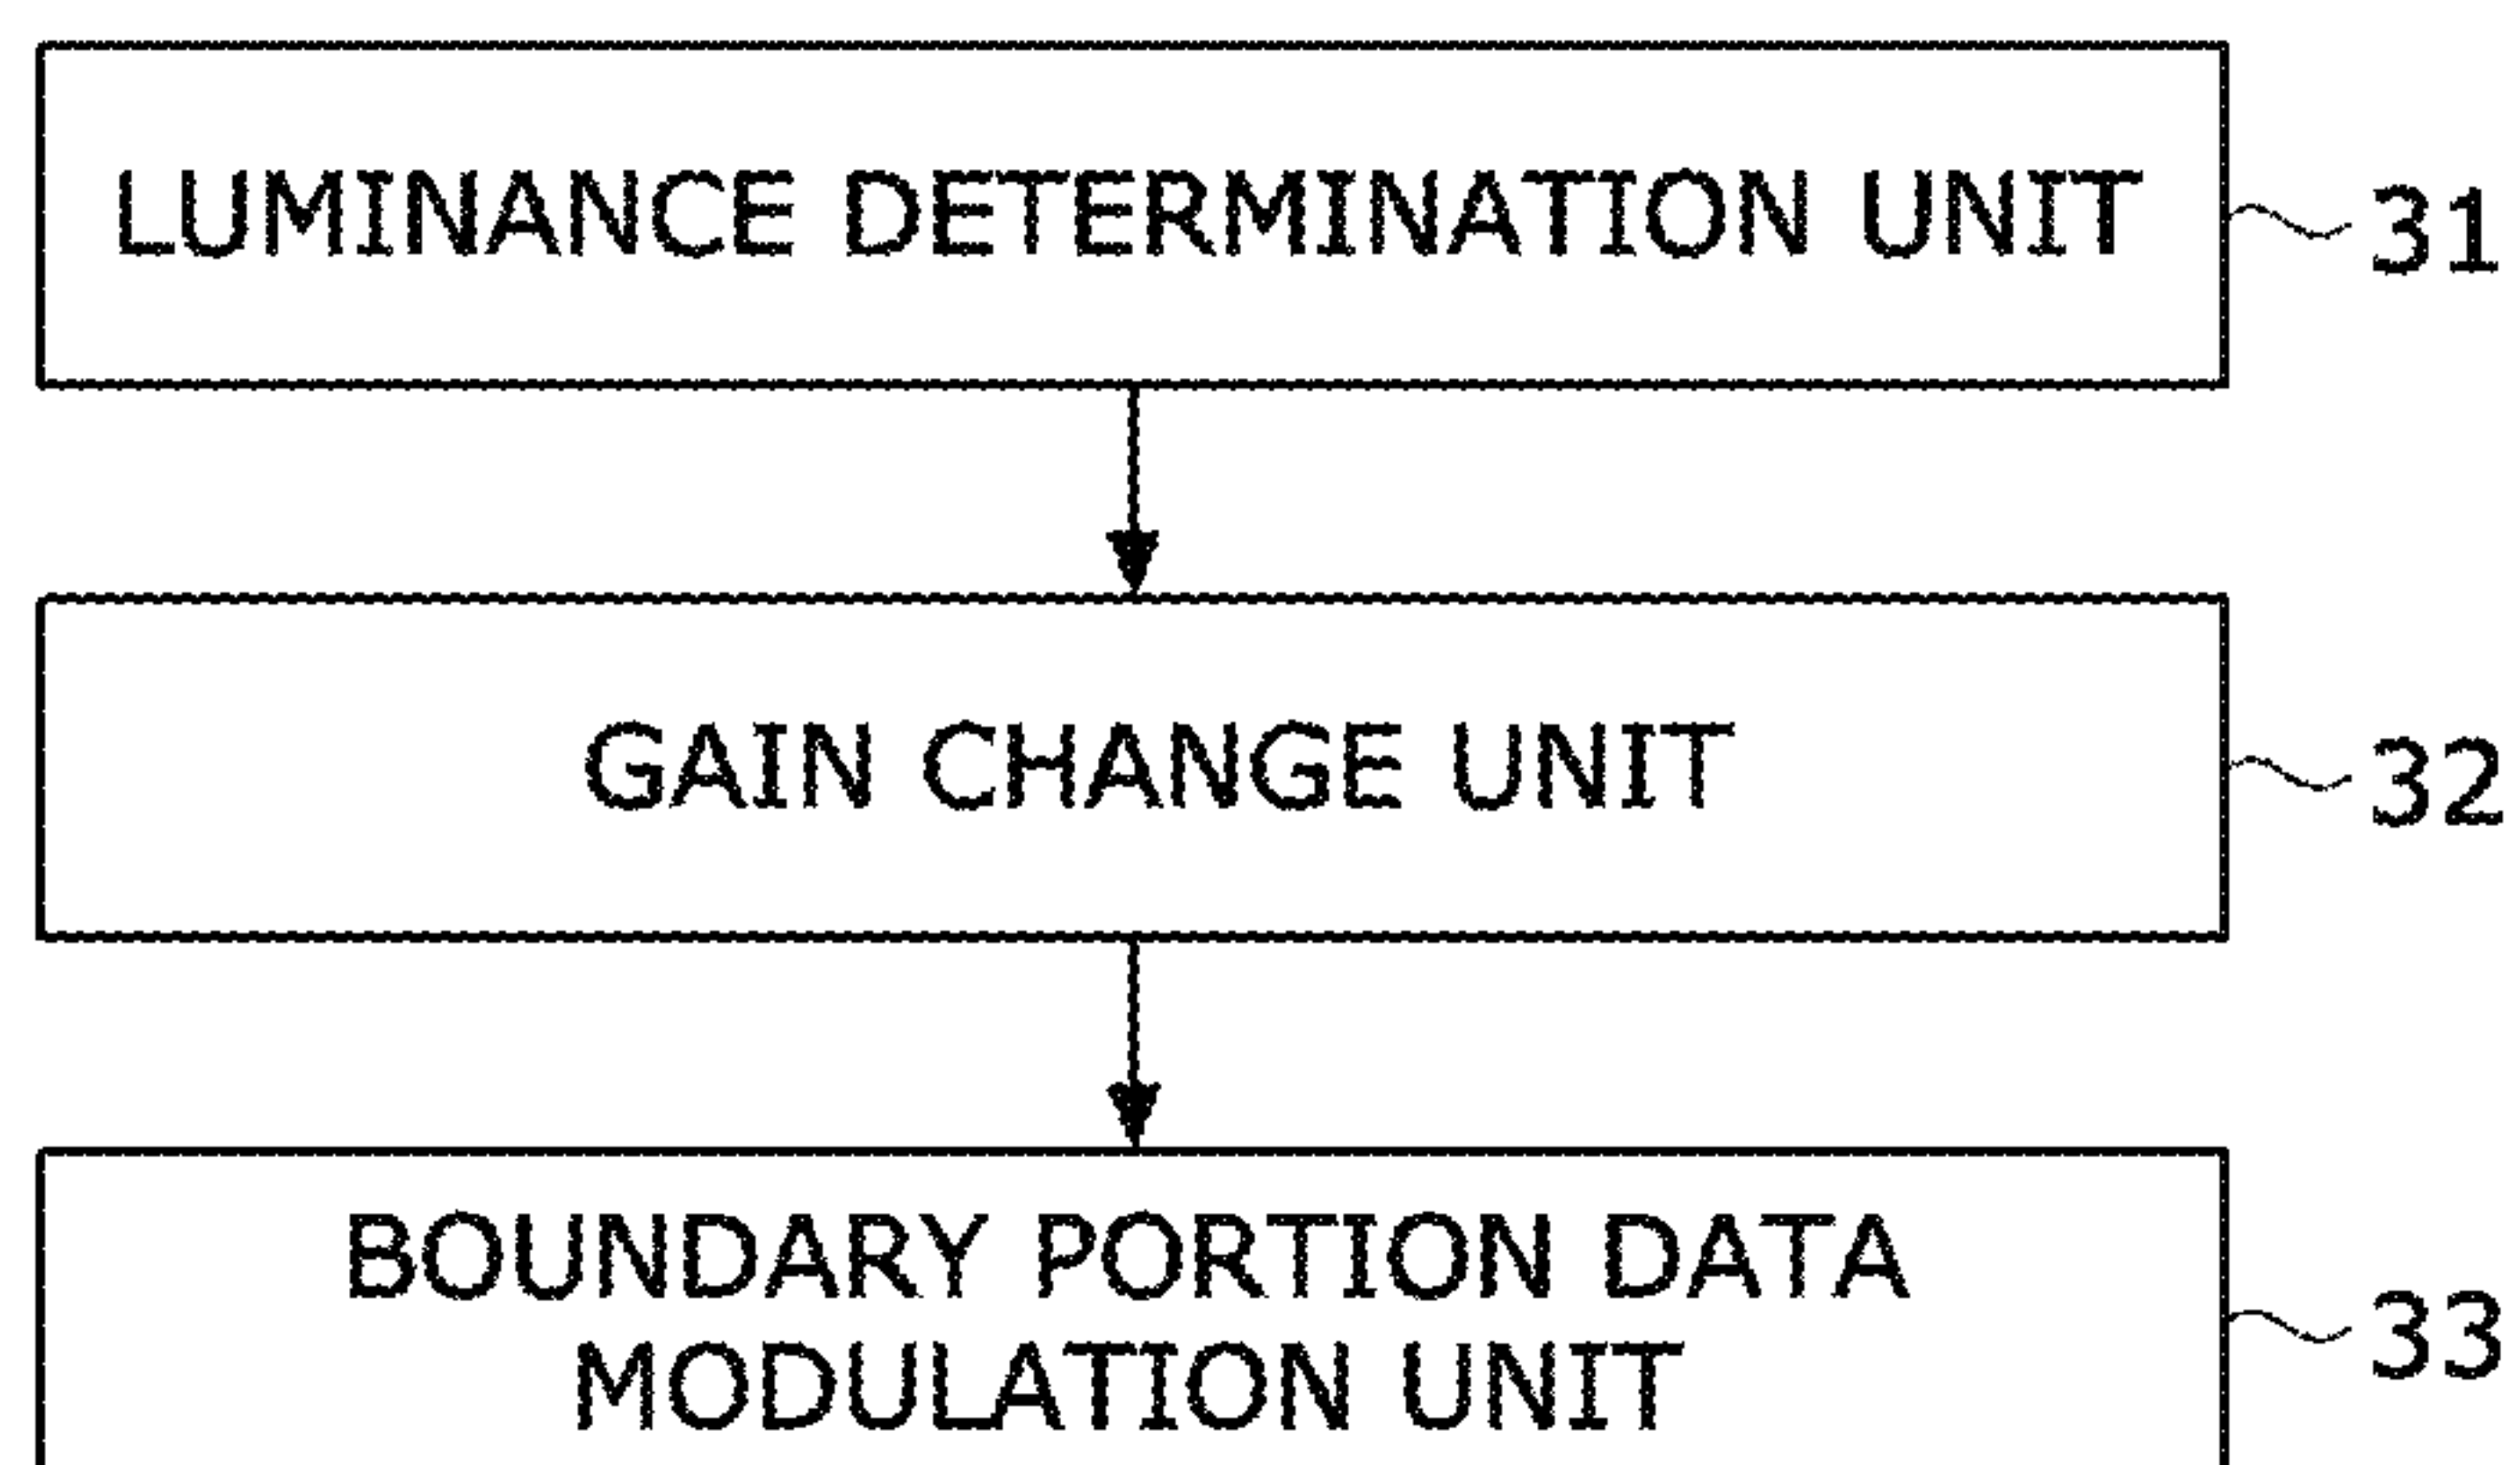 LUMINANCE DETERMINATION UNIT
31
GAIN CHANGE UNIT
32
BOUNDARY PORTION DATA
MODULATION UNIT
33